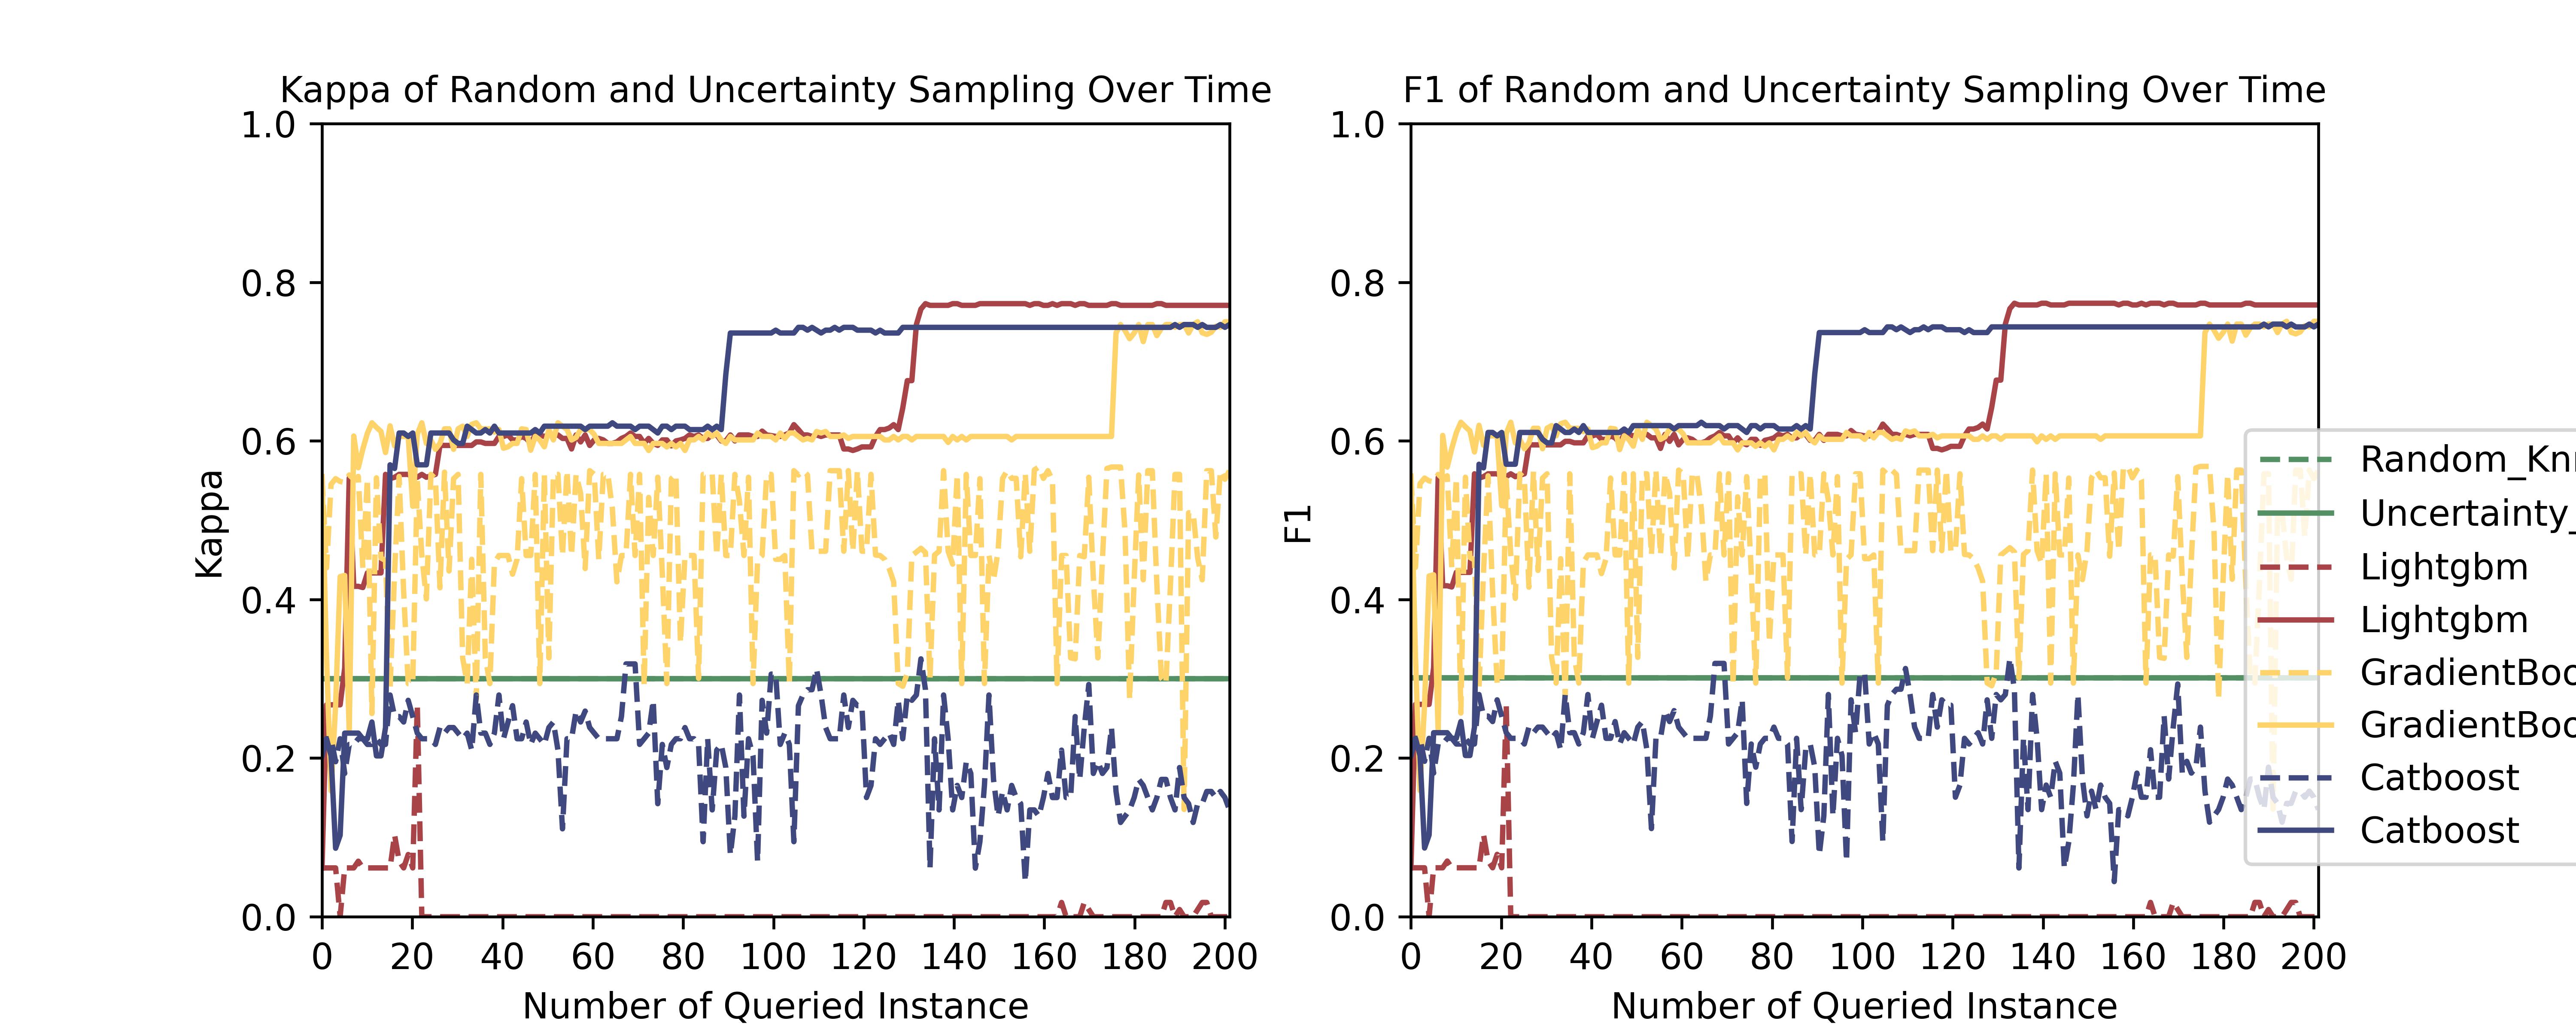 Kappa of Random and Uncertainty Sampling Over Time
1.0
0.8
0.6
0.4
0.2
0.0
Kappa
0 20 40 60 80 100 120 140 160 180 200
Number of Queried Instance
F1 of Random and Uncertainty Sampling Over Time
1.0
0.8
0.6
0.4
0.2
0.0
F1
0 20 40 60 80 100 120 140 160 180 200
Number of Queried Instance
Random_Kn
Uncertainty_
Lightgbm
Lightgbm
GradientBoo
GradientBoo
Catboost
Catboost